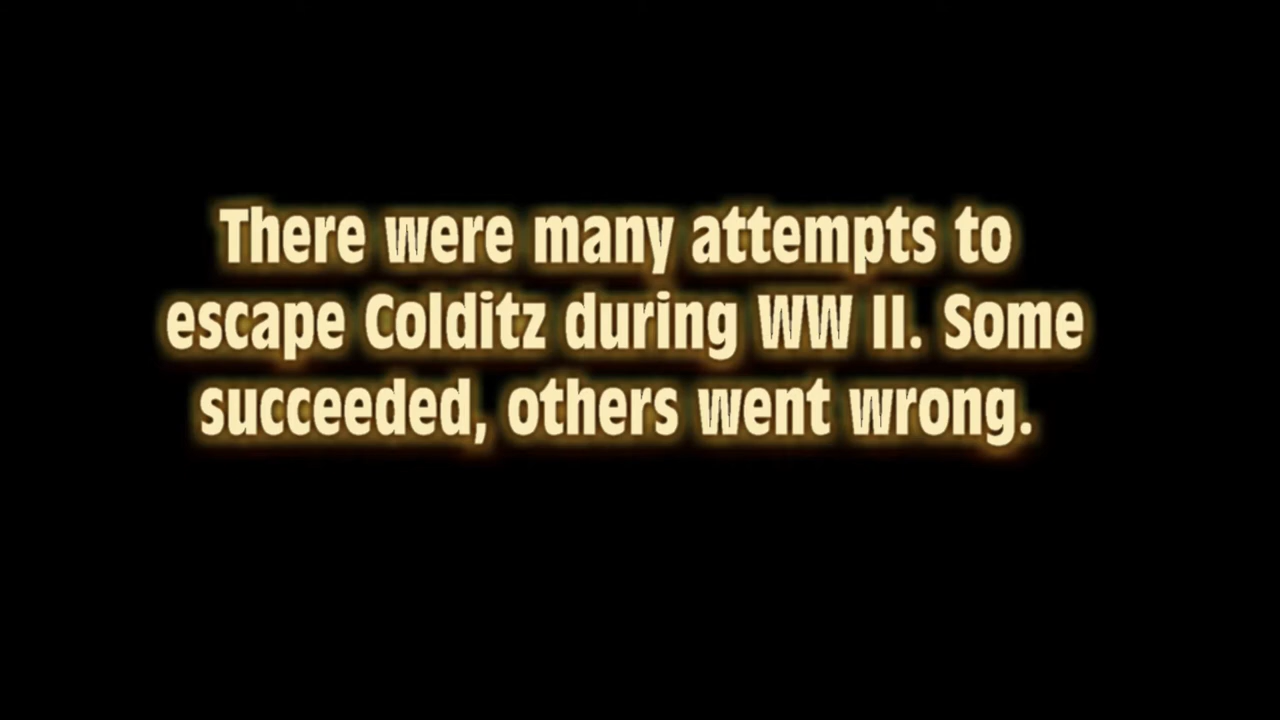 There were many attempts to
escape Colditz during WW II. Some
succeeded, others went wrong.